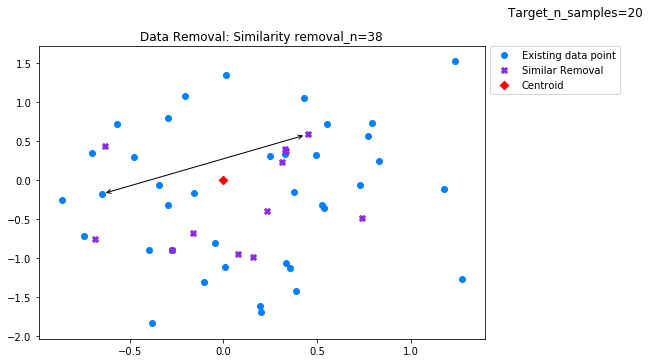 Target_n_samples=20
Data Removal: Similarity removal_n=38
Existing data point
Similar Removal
Centroid
1.5
1.0
0.5
0.0
−0.5
−1.0
−1.5
−2.0
−0.5 0.0 0.5 1.0